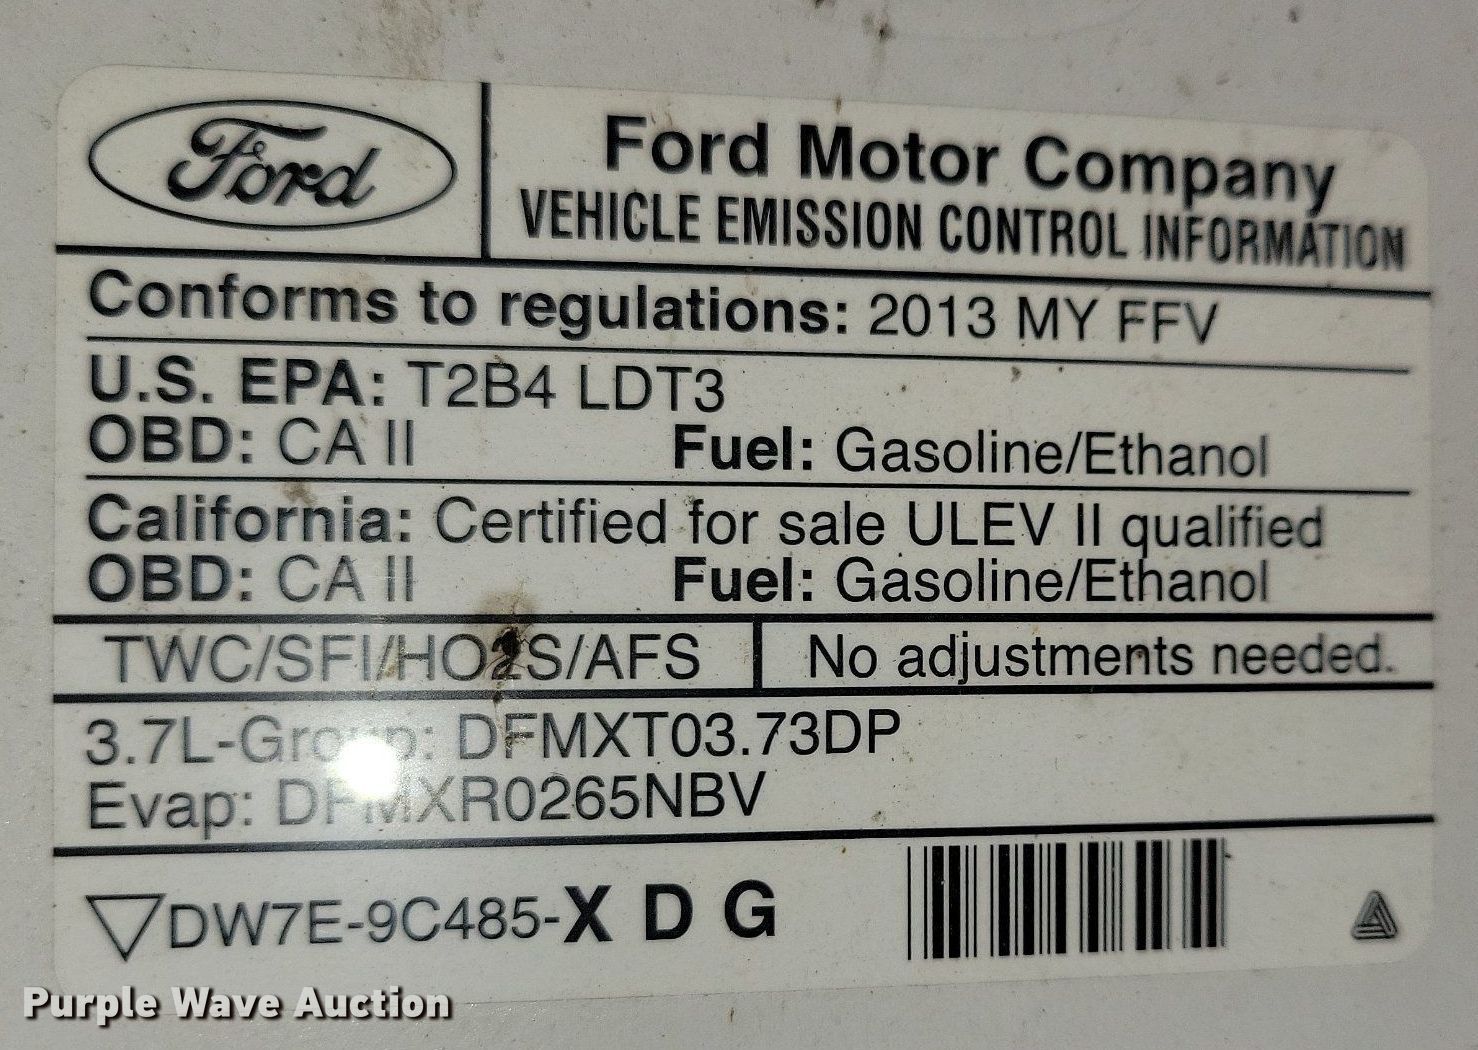 Ford
Ford Motor Company
VEHICLE EMISSION CONTROL INFORMATION
Conforms to regulations: 2013 MY FFV
U.S. EPA: T2B4 LDT3
OBD: CA II Fuel: Gasoline/Ethanol
California: Certified for sale ULEV II qualified
OBD: CA II Fuel: Gasoline/Ethanol
TWC/SFI/HO2S/AFS No adjustments needed.
3.7L-Group: DFMXT03.73DP
Evap: DFMXR0265NBV
DW7E-9C485-X D G
Purple Wave Auction